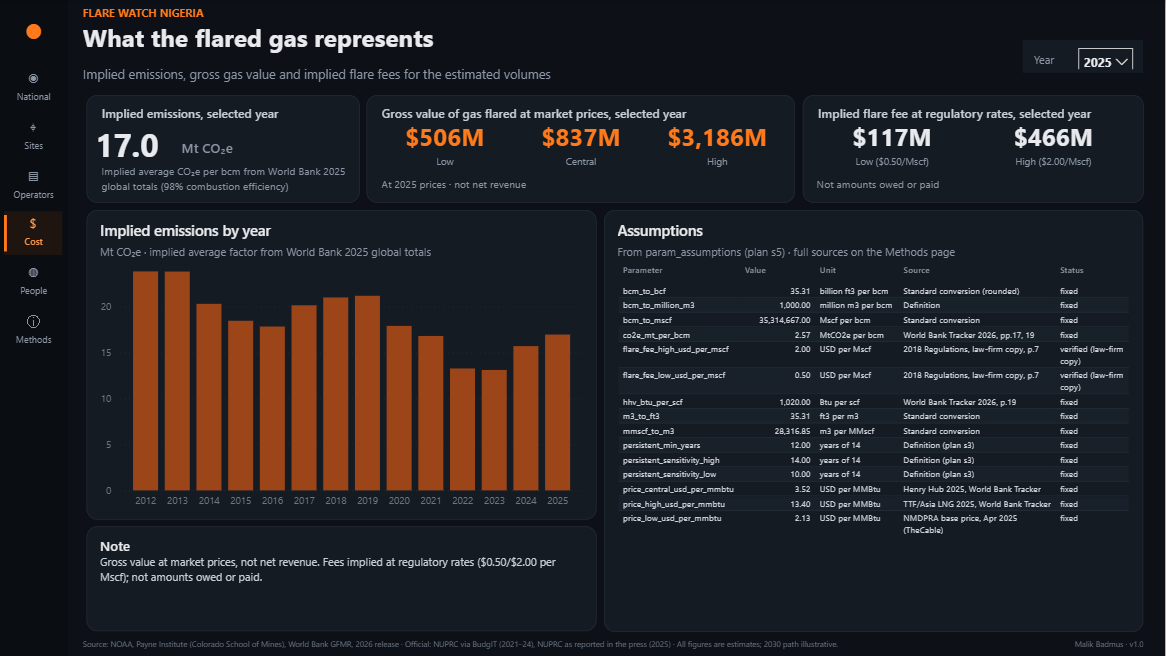 FLARE WATCH NIGERIA
What the flared gas represents
Implied emissions, gross gas value and implied flare fees for the estimated volumes
Year 2025
National
Sites
Operators
$
Cost
People
Methods
Implied emissions, selected year
17.0 Mt CO₂e
Implied average CO₂e per bcm from World Bank 2025
global totals (98% combustion efficiency)
Gross value of gas flared at market prices, selected year
$506M $837M $3,186M
Low Central High
At 2025 prices · not net revenue
Implied flare fee at regulatory rates, selected year
$117M $466M
Low ($0.50/Mscf) High ($2.00/Mscf)
Not amounts owed or paid
Implied emissions by year
Mt CO₂e · implied average factor from World Bank 2025 global totals
20
15
10
5
0
2012 2013 2014 2015 2016 2017 2018 2019 2020 2021 2022 2023 2024 2025
Note
Gross value at market prices, not net revenue. Fees implied at regulatory rates ($0.50/$2.00 per
Mscf); not amounts owed or paid.
Assumptions
From param_assumptions (plan s5) · full sources on the Methods page
Parameter Value Unit Source Status
bcm_to_bcf 35.31 billion ft3 per bcm Standard conversion (rounded) fixed
bcm_to_million_m3 1,000.00 million m3 per bcm Definition fixed
bcm_to_mscf 35,314,667.00 Mscf per bcm Standard conversion fixed
co2e_mt_per_bcm 2.57 MtCO2e per bcm World Bank Tracker 2026, pp.17, 19 fixed
flare_fee_high_usd_per_mscf 2.00 USD per Mscf 2018 Regulations, law-firm copy, p.7 verified (law-firm
copy)
flare_fee_low_usd_per_mscf 0.50 USD per Mscf 2018 Regulations, law-firm copy, p.7 verified (law-firm
copy)
hhv_btu_per_scf 1,020.00 Btu per scf World Bank Tracker 2026, p.19 fixed
m3_to_ft3 35.31 ft3 per m3 Standard conversion fixed
mmscf_to_m3 28,316.85 m3 per MMscf Standard conversion fixed
persistent_min_years 12.00 years of 14 Definition (plan s3) fixed
persistent_sensitivity_high 14.00 years of 14 Definition (plan s3) fixed
persistent_sensitivity_low 10.00 years of 14 Definition (plan s3) fixed
price_central_usd_per_mmbtu 3.52 USD per MMBtu Henry Hub 2025, World Bank Tracker fixed
price_high_usd_per_mmbtu 13.40 USD per MMBtu TTF/Asia LNG 2025, World Bank Tracker fixed
price_low_usd_per_mmbtu 2.13 USD per MMBtu NMDPRA base price, Apr 2025 fixed
(TheCable)
Source: NOAA, Payne Institute (Colorado School of Mines), World Bank GFMR, 2026 release · Official: NUPRC via BudgIT (2021–24), NUPRC as reported in the press (2025) · All figures are estimates; 2030 path illustrative.
Malik Badmus · v1.0